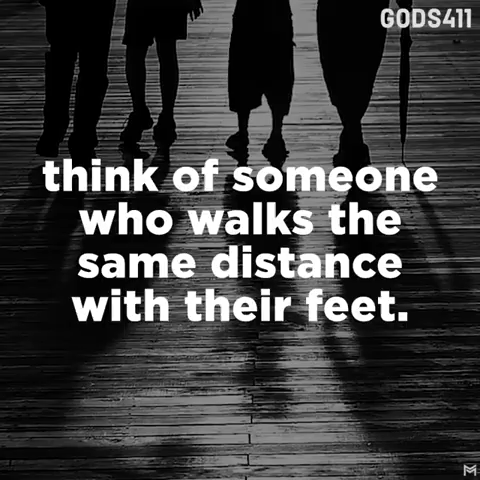 GODS411
think of someone
who walks the
same distance
with their feet.